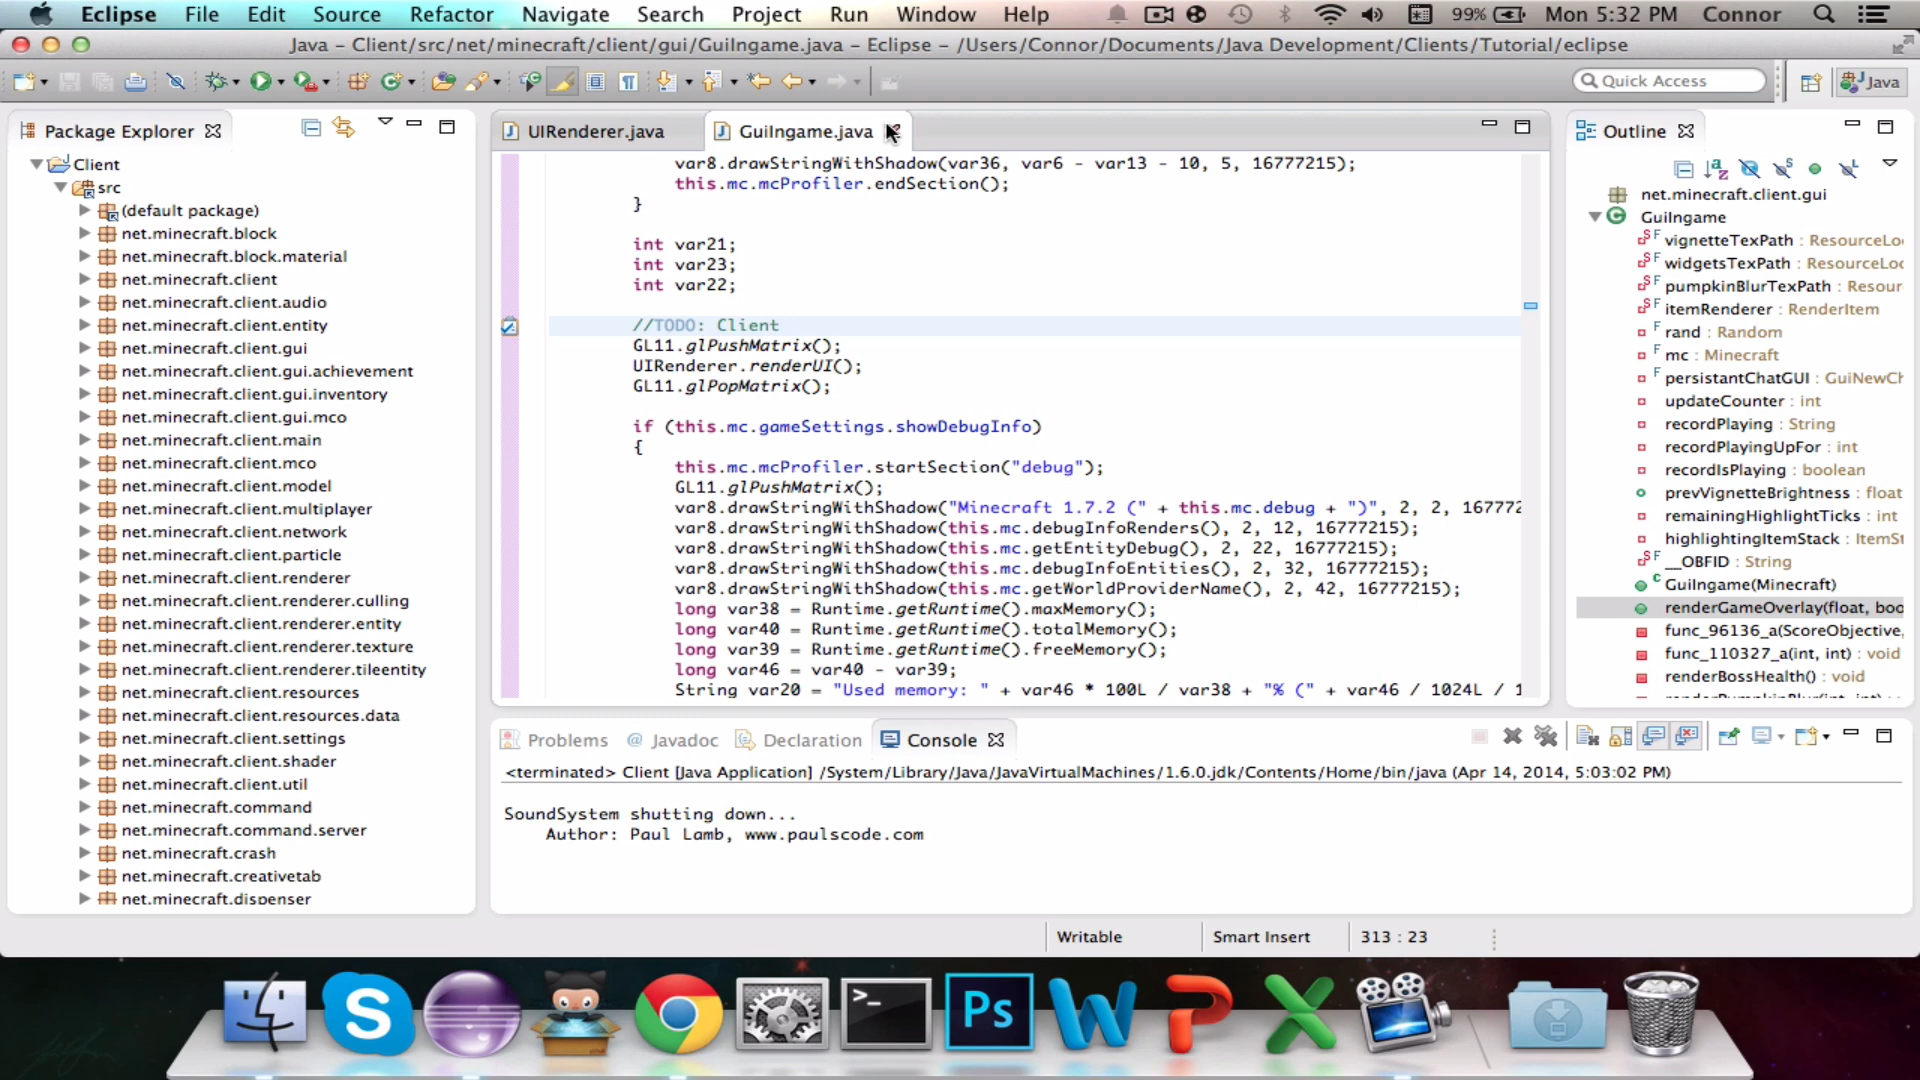 Eclipse File Edit Source Refactor Navigate Search Project Run Window Help 99% Mon 5:32 PM Connor
Java – Client/src/net/minecraft/client/gui/GuiIngame.java – Eclipse – /Users/Connor/Documents/Java Development/Clients/Tutorial/eclipse
Quick Access Java
Package Explorer
Client
src
(default package)
net.minecraft.block
net.minecraft.block.material
net.minecraft.client
net.minecraft.client.audio
net.minecraft.client.entity
net.minecraft.client.gui
net.minecraft.client.gui.achievement
net.minecraft.client.gui.inventory
net.minecraft.client.gui.mco
net.minecraft.client.main
net.minecraft.client.mco
net.minecraft.client.model
net.minecraft.client.multiplayer
net.minecraft.client.network
net.minecraft.client.particle
net.minecraft.client.renderer
net.minecraft.client.renderer.culling
net.minecraft.client.renderer.entity
net.minecraft.client.renderer.texture
net.minecraft.client.renderer.tileentity
net.minecraft.client.resources
net.minecraft.client.resources.data
net.minecraft.client.settings
net.minecraft.client.shader
net.minecraft.client.util
net.minecraft.command
net.minecraft.command.server
net.minecraft.crash
net.minecraft.creativetab
net.minecraft.dispenser
UIRenderer.java GuiIngame.java
var8.drawStringWithShadow(var36, var6 - var13 - 10, 5, 16777215);
this.mc.mcProfiler.endSection();
}
int var21;
int var23;
int var22;
//TODO: Client
GL11.glPushMatrix();
UIRenderer.renderUI();
GL11.glPopMatrix();
if (this.mc.gameSettings.showDebugInfo)
{
this.mc.mcProfiler.startSection("debug");
GL11.glPushMatrix();
var8.drawStringWithShadow("Minecraft 1.7.2 (" + this.mc.debug + ")", 2, 2, 167772
var8.drawStringWithShadow(this.mc.debugInfoRenders(), 2, 12, 16777215);
var8.drawStringWithShadow(this.mc.getEntityDebug(), 2, 22, 16777215);
var8.drawStringWithShadow(this.mc.debugInfoEntities(), 2, 32, 16777215);
var8.drawStringWithShadow(this.mc.getWorldProviderName(), 2, 42, 16777215);
long var38 = Runtime.getRuntime().maxMemory();
long var40 = Runtime.getRuntime().totalMemory();
long var39 = Runtime.getRuntime().freeMemory();
long var46 = var40 - var39;
String var20 = "Used memory: " + var46 * 100L / var38 + "% (" + var46 / 1024L / 1
Outline
net.minecraft.client.gui
GuiIngame
vignetteTexPath : ResourceLoc
widgetsTexPath : ResourceLoc
pumpkinBlurTexPath : Resour
itemRenderer : RenderItem
rand : Random
mc : Minecraft
persistantChatGUI : GuiNewCh
updateCounter : int
recordPlaying : String
recordPlayingUpFor : int
recordIsPlaying : boolean
prevVignetteBrightness : float
remainingHighlightTicks : int
highlightingItemStack : ItemSt
__OBFID : String
GuiIngame(Minecraft)
renderGameOverlay(float, boo
func_96136_a(ScoreObjective,
func_110327_a(int, int) : void
renderBossHealth() : void
Problems @ Javadoc Declaration Console
<terminated> Client [Java Application] /System/Library/Java/JavaVirtualMachines/1.6.0.jdk/Contents/Home/bin/java (Apr 14, 2014, 5:03:02 PM)
SoundSystem shutting down...
Author: Paul Lamb, www.paulscode.com
Writable Smart Insert 313 : 23
Ps